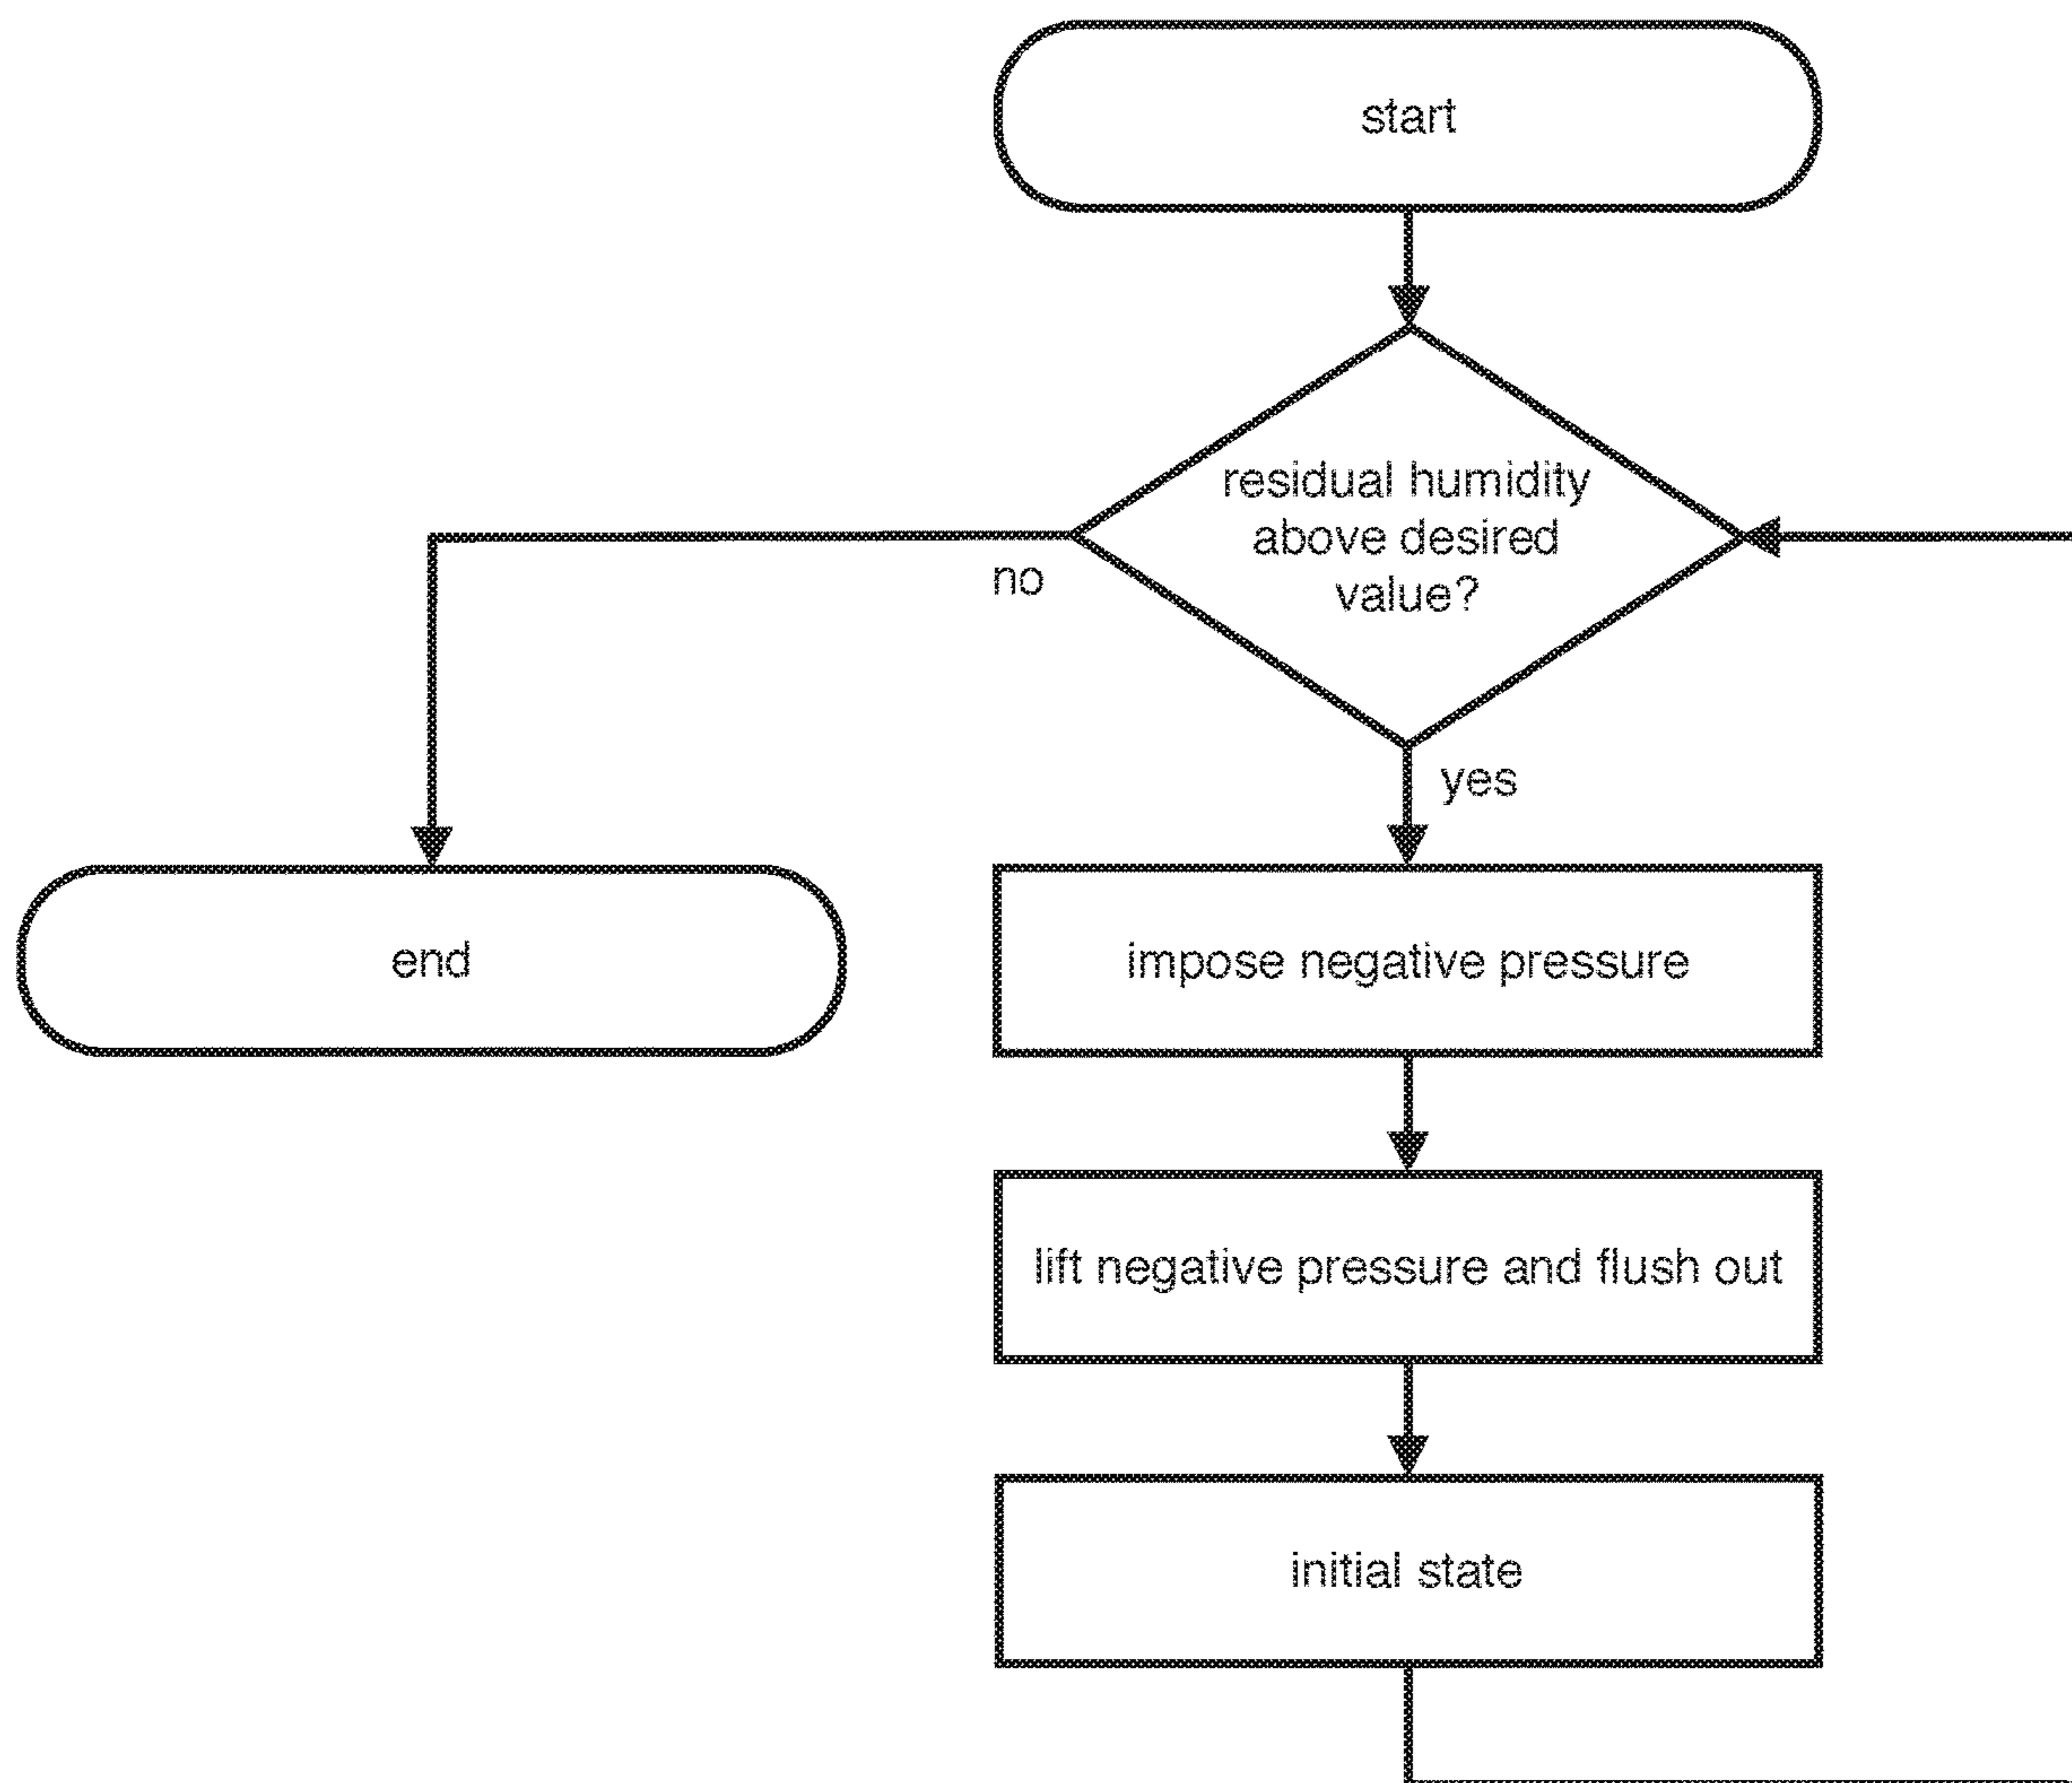 start
residual humidity
above desired
value?
no
yes
end
impose negative pressure
lift negative pressure and flush out
initial state